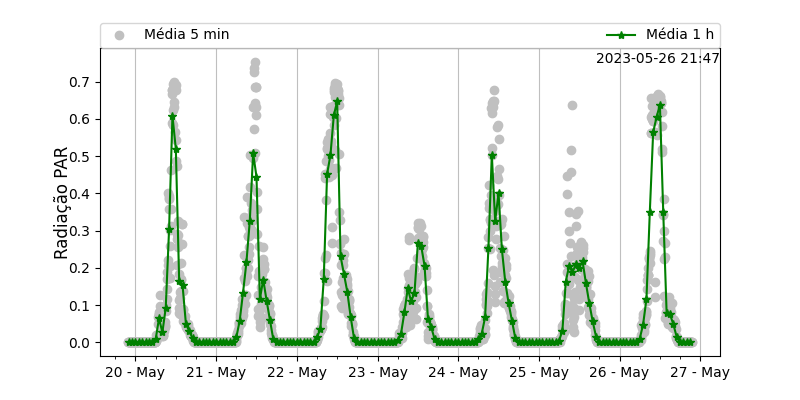 Média 5 min
Média 1 h
2023-05-26 21:47
Radiação PAR
0.7
0.6
0.5
0.4
0.3
0.2
0.1
0.0
20 - May
21 - May
22 - May
23 - May
24 - May
25 - May
26 - May
27 - May